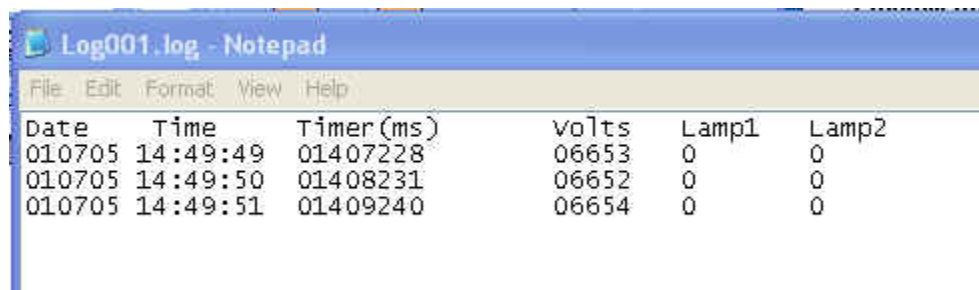 Log001.log - Notepad
File Edit Format View Help
Date Time Timer(ms) Volts Lamp1 Lamp2
010705 14:49:49 01407228 06653 0 0
010705 14:49:50 01408231 06652 0 0
010705 14:49:51 01409240 06654 0 0